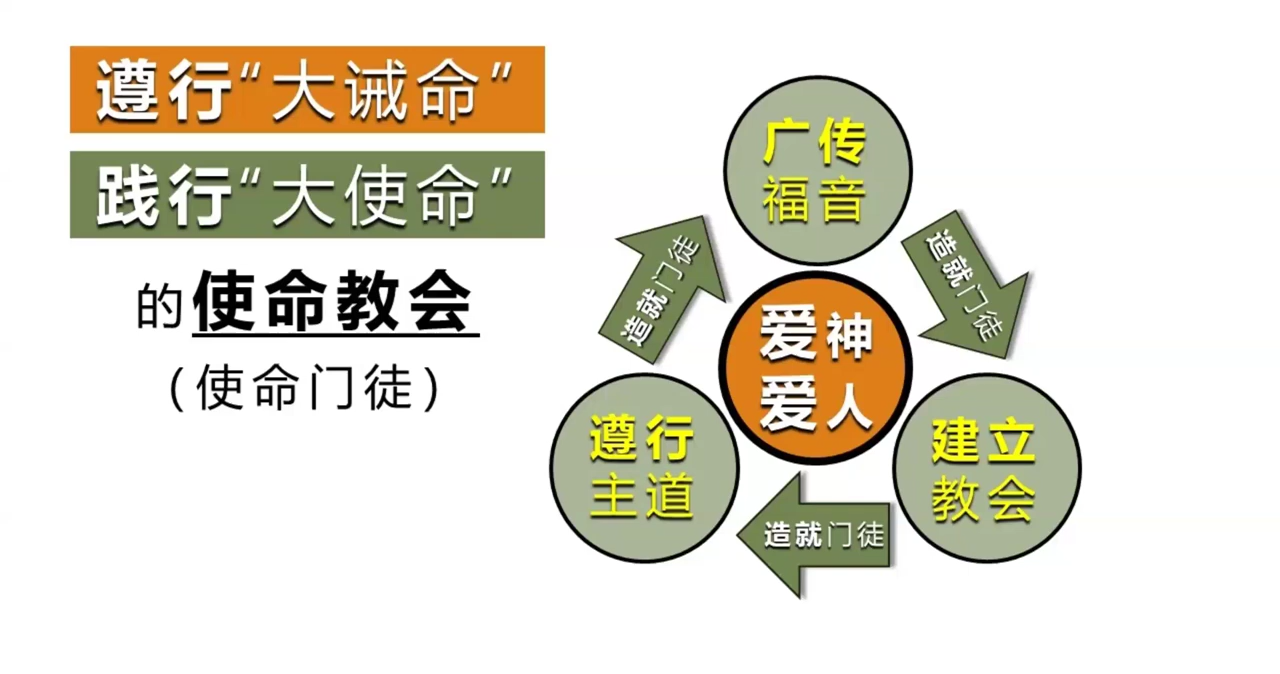 遵行“大诫命”
践行“大使命”
的使命教会
（使命门徒）
广传
福音
造就门徒
造就门徒
爱神
爱人
遵行
主道
建立
教会
造就门徒